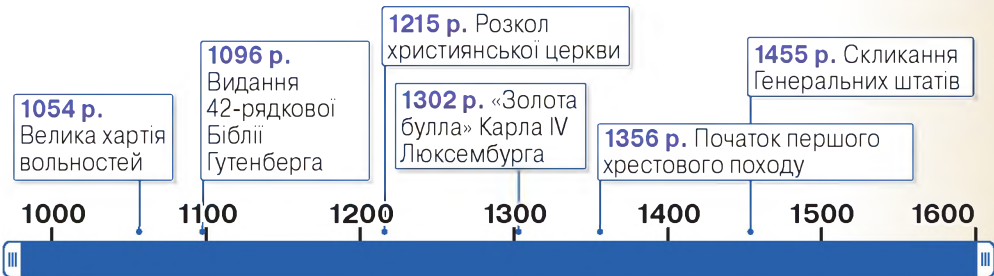 1054 р.
Велика хартія
вольностей
1096 р.
Видання
42-рядкової
Біблії
Гутенберга
1215 р. Розкол
християнської церкви
1302 р. «Золота
булла» Карла IV
Люксембурга
1356 р. Початок першого
хрестового походу
1455 р. Скликання
Генеральних штатів
1000 1100 1200 1300 1400 1500 1600